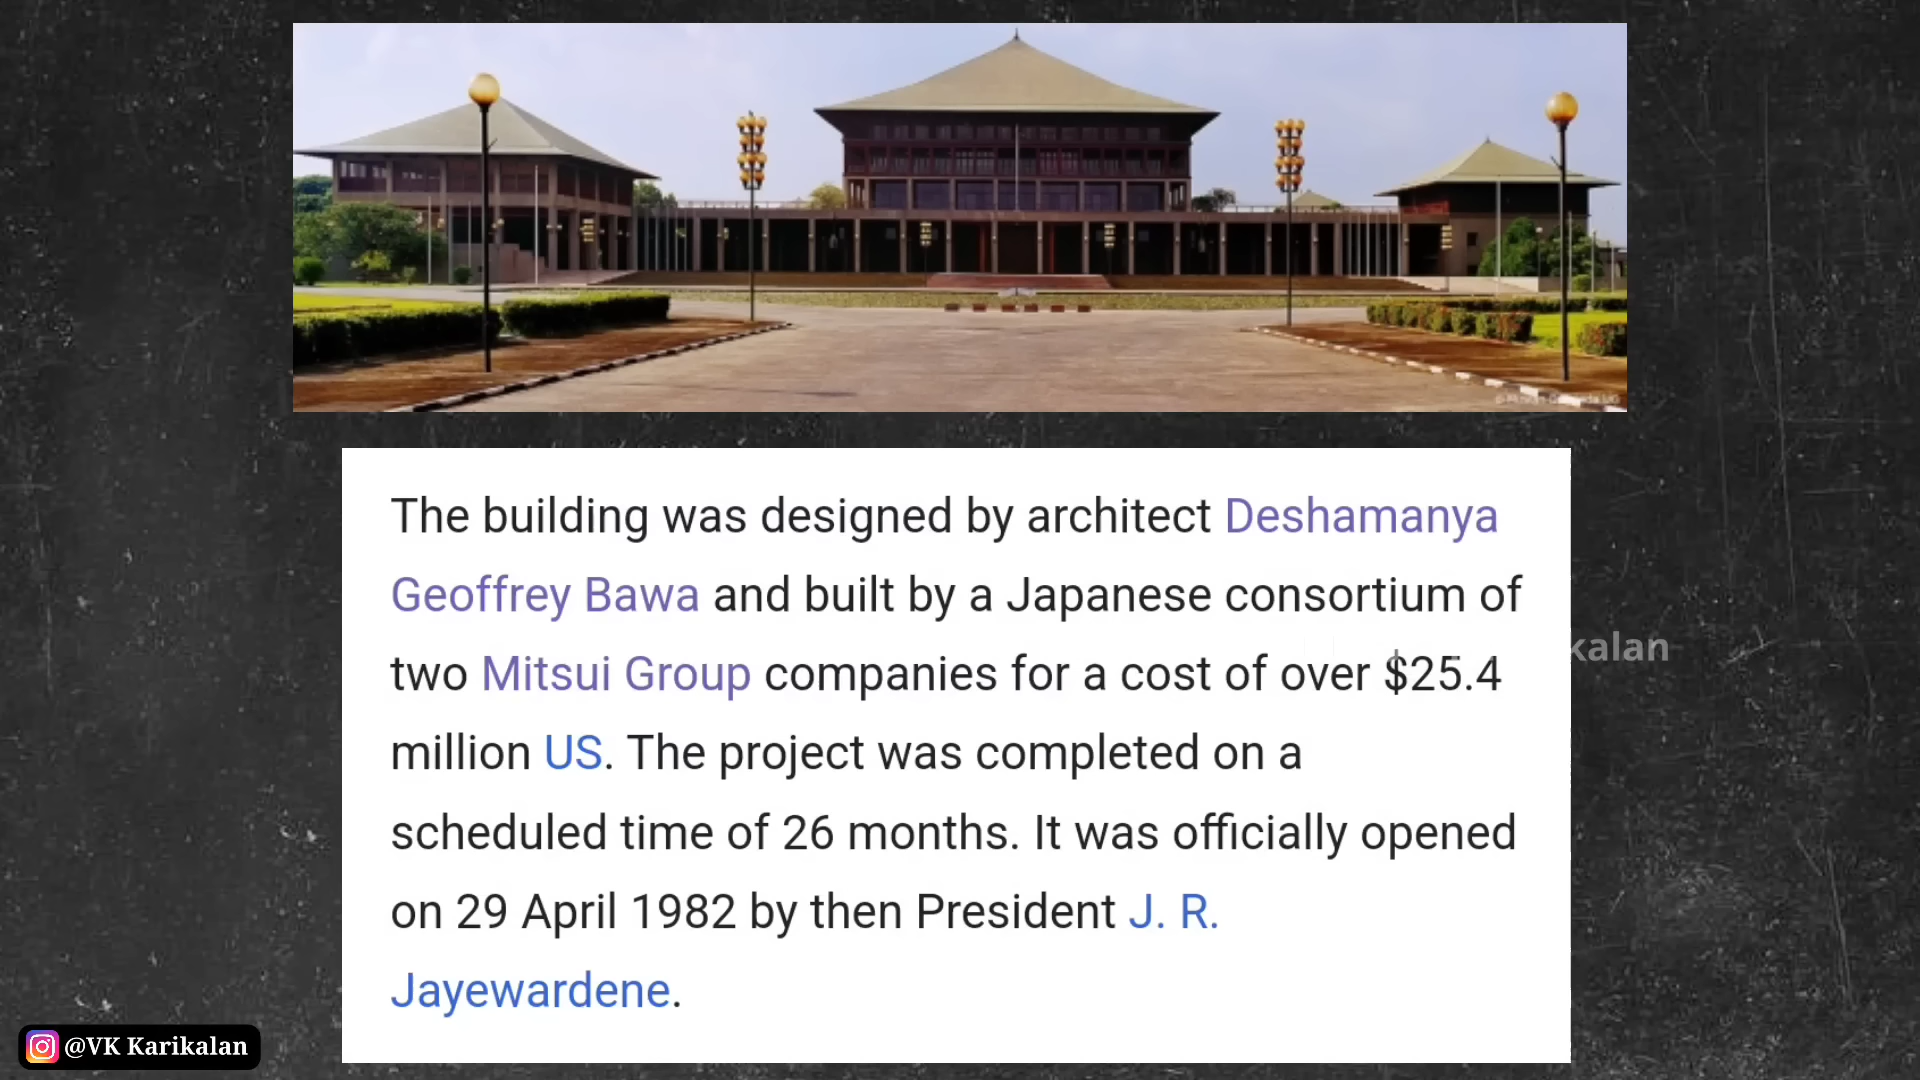 The building was designed by architect Deshamanya
Geoffrey Bawa and built by a Japanese consortium of
two Mitsui Group companies for a cost of over $25.4
million US. The project was completed on a
scheduled time of 26 months. It was officially opened
on 29 April 1982 by then President J. R.
Jayewardene.
kalan
@VK Karikalan